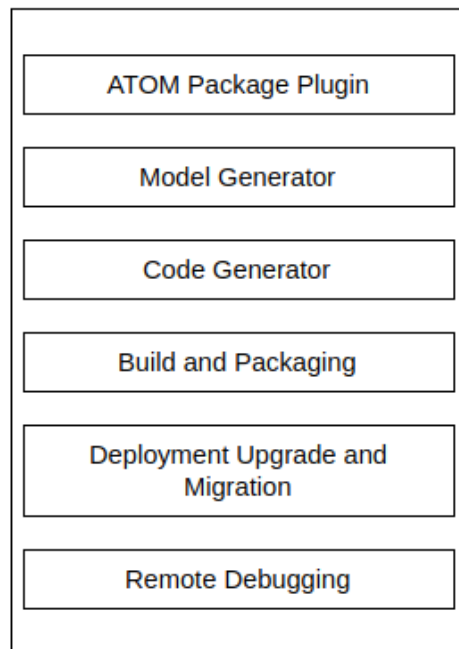 ATOM Package Plugin
Model Generator
Code Generator
Build and Packaging
Deployment Upgrade and
Migration
Remote Debugging